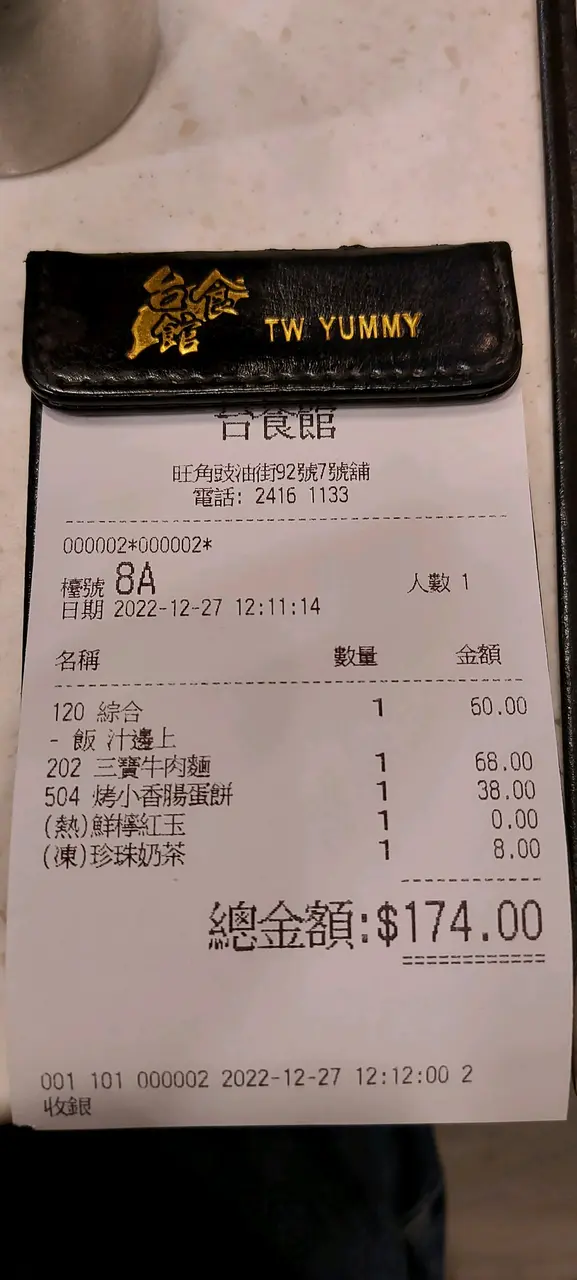 台食館 TW YUMMY
台食館
旺角豉油街92號7號舖
電話: 2416 1133
000002*000002*
檯號 8A 人數 1
日期 2022-12-27 12:11:14
名稱 數量 金額
120 綜合 1 60.00
- 飯 汁邊上
202 三寶牛肉麵 1 68.00
504 烤小香腸蛋餅 1 38.00
(熱)鮮檸紅玉 1 0.00
(凍)珍珠奶茶 1 8.00
總金額:$174.00
001 101 000002 2022-12-27 12:12:00 2
收銀